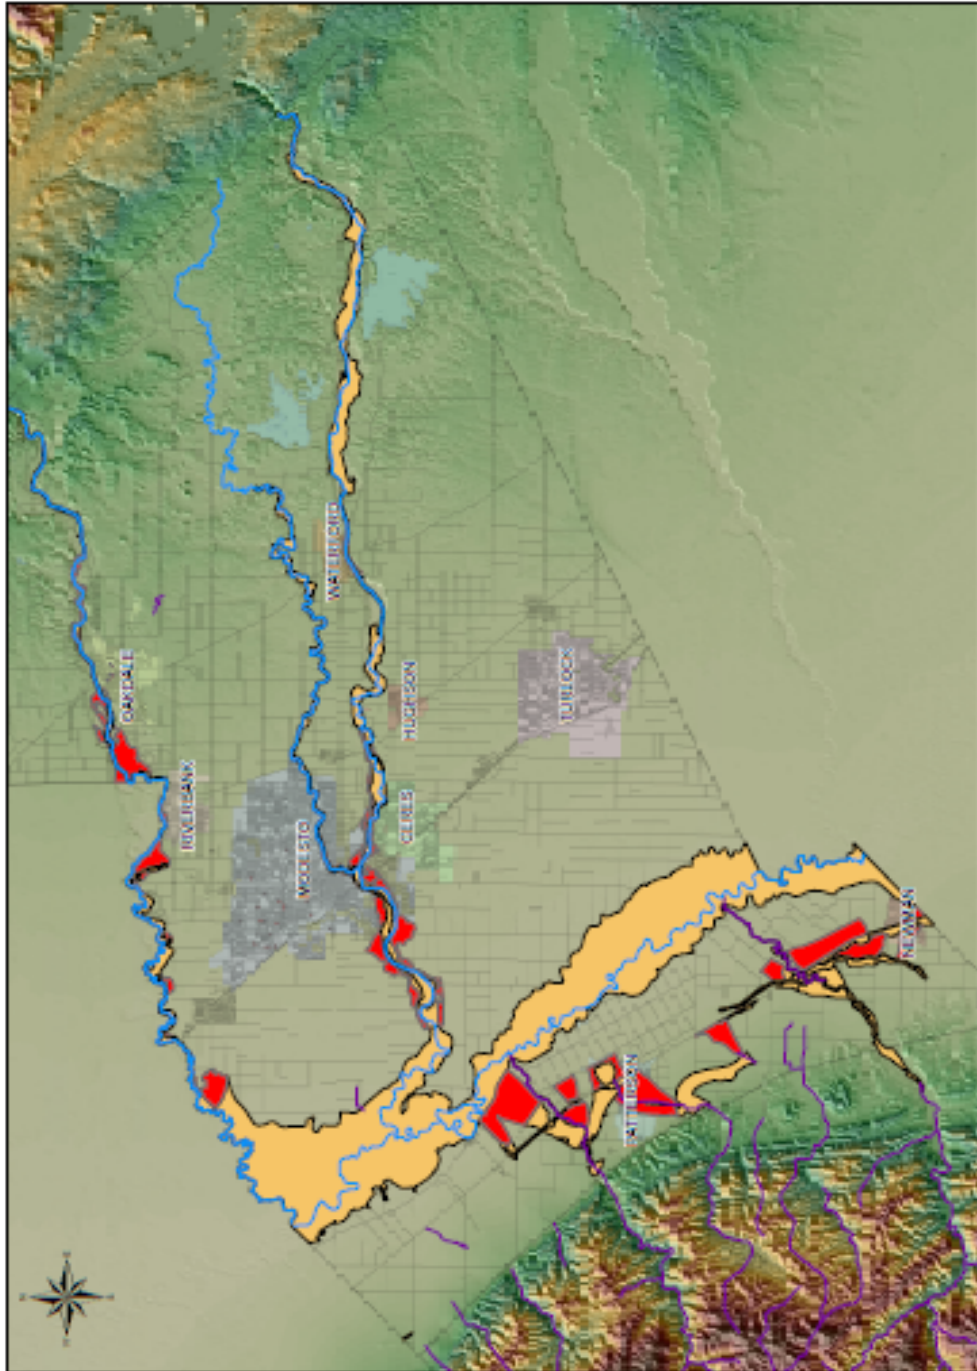 OAKDALE
RIVERBANK
WATERFORD
HUGHSON
MODESTO
CERES
TURLOCK
PATTERSON
NEWMAN